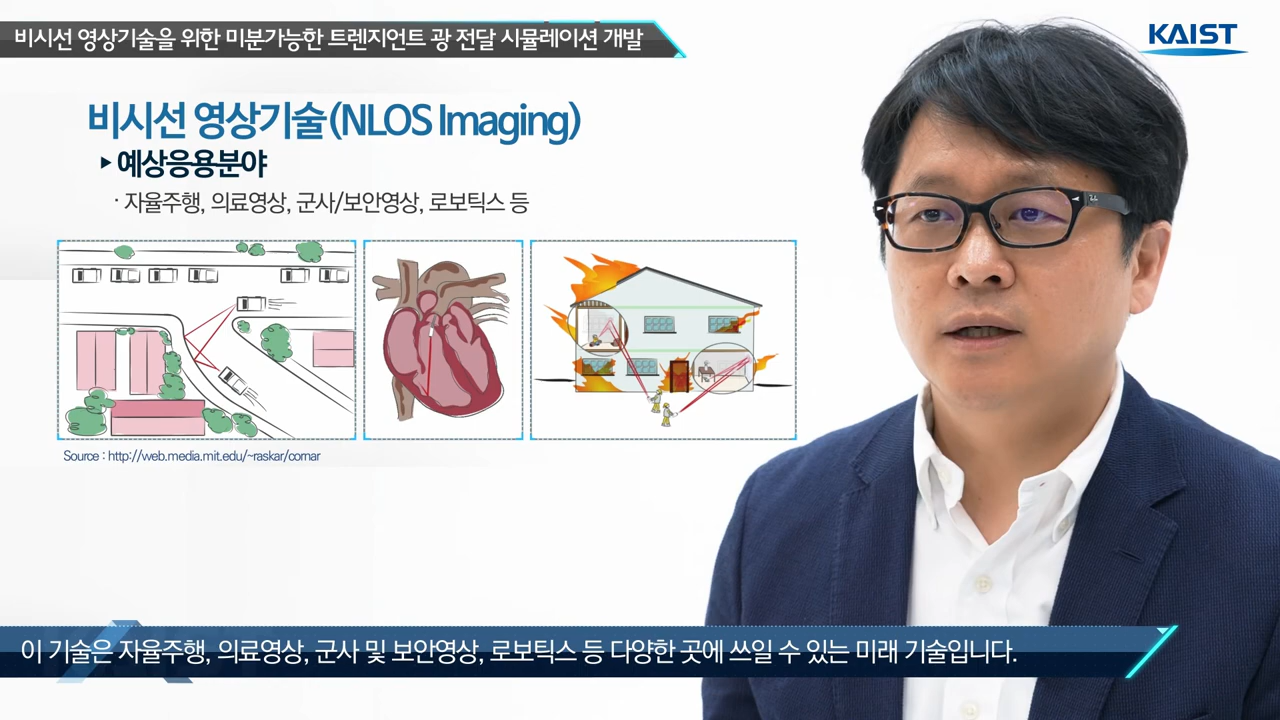 비시선 영상기술을 위한 미분가능한 트렌지언트 광 전달 시뮬레이션 개발
KAIST
비시선 영상기술(NLOS Imaging)
▶ 예상응용분야
· 자율주행, 의료영상, 군사/보안영상, 로보틱스 등
Source : http://web.media.mit.edu/~raskar/cornar
이 기술은 자율주행, 의료영상, 군사 및 보안영상, 로보틱스 등 다양한 곳에 쓰일 수 있는 미래 기술입니다.